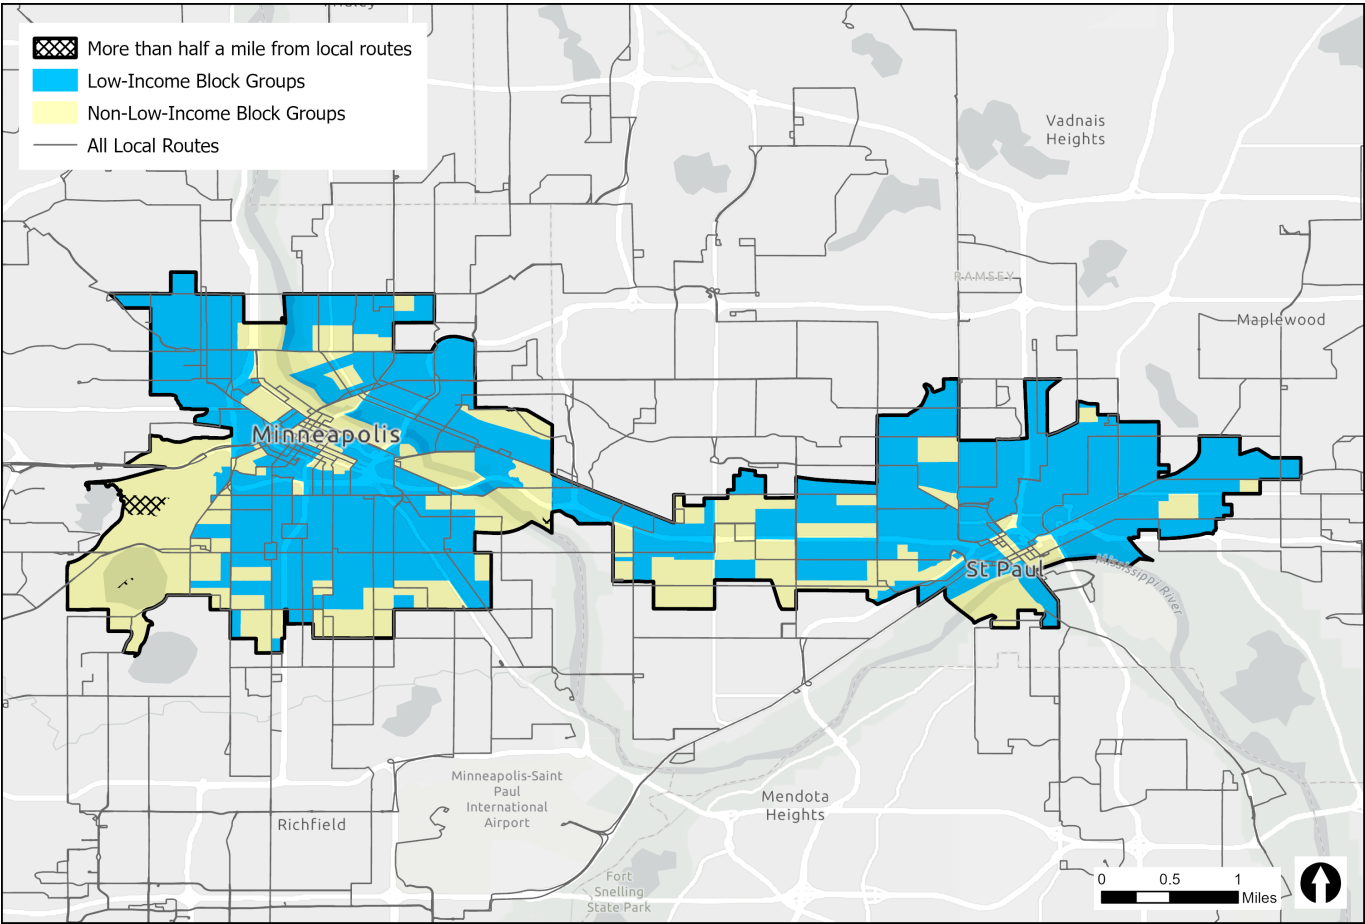 More than half a mile from local routes
Low-Income Block Groups
Non-Low-Income Block Groups
All Local Routes
Vadnais
Heights
RAMSEY
Maplewood
Minneapolis
St Paul
Mississippi River
Minneapolis-Saint
Paul
International
Airport
Mendota
Heights
Richfield
Fort
Snelling
State Park
0 0.5 1
Miles